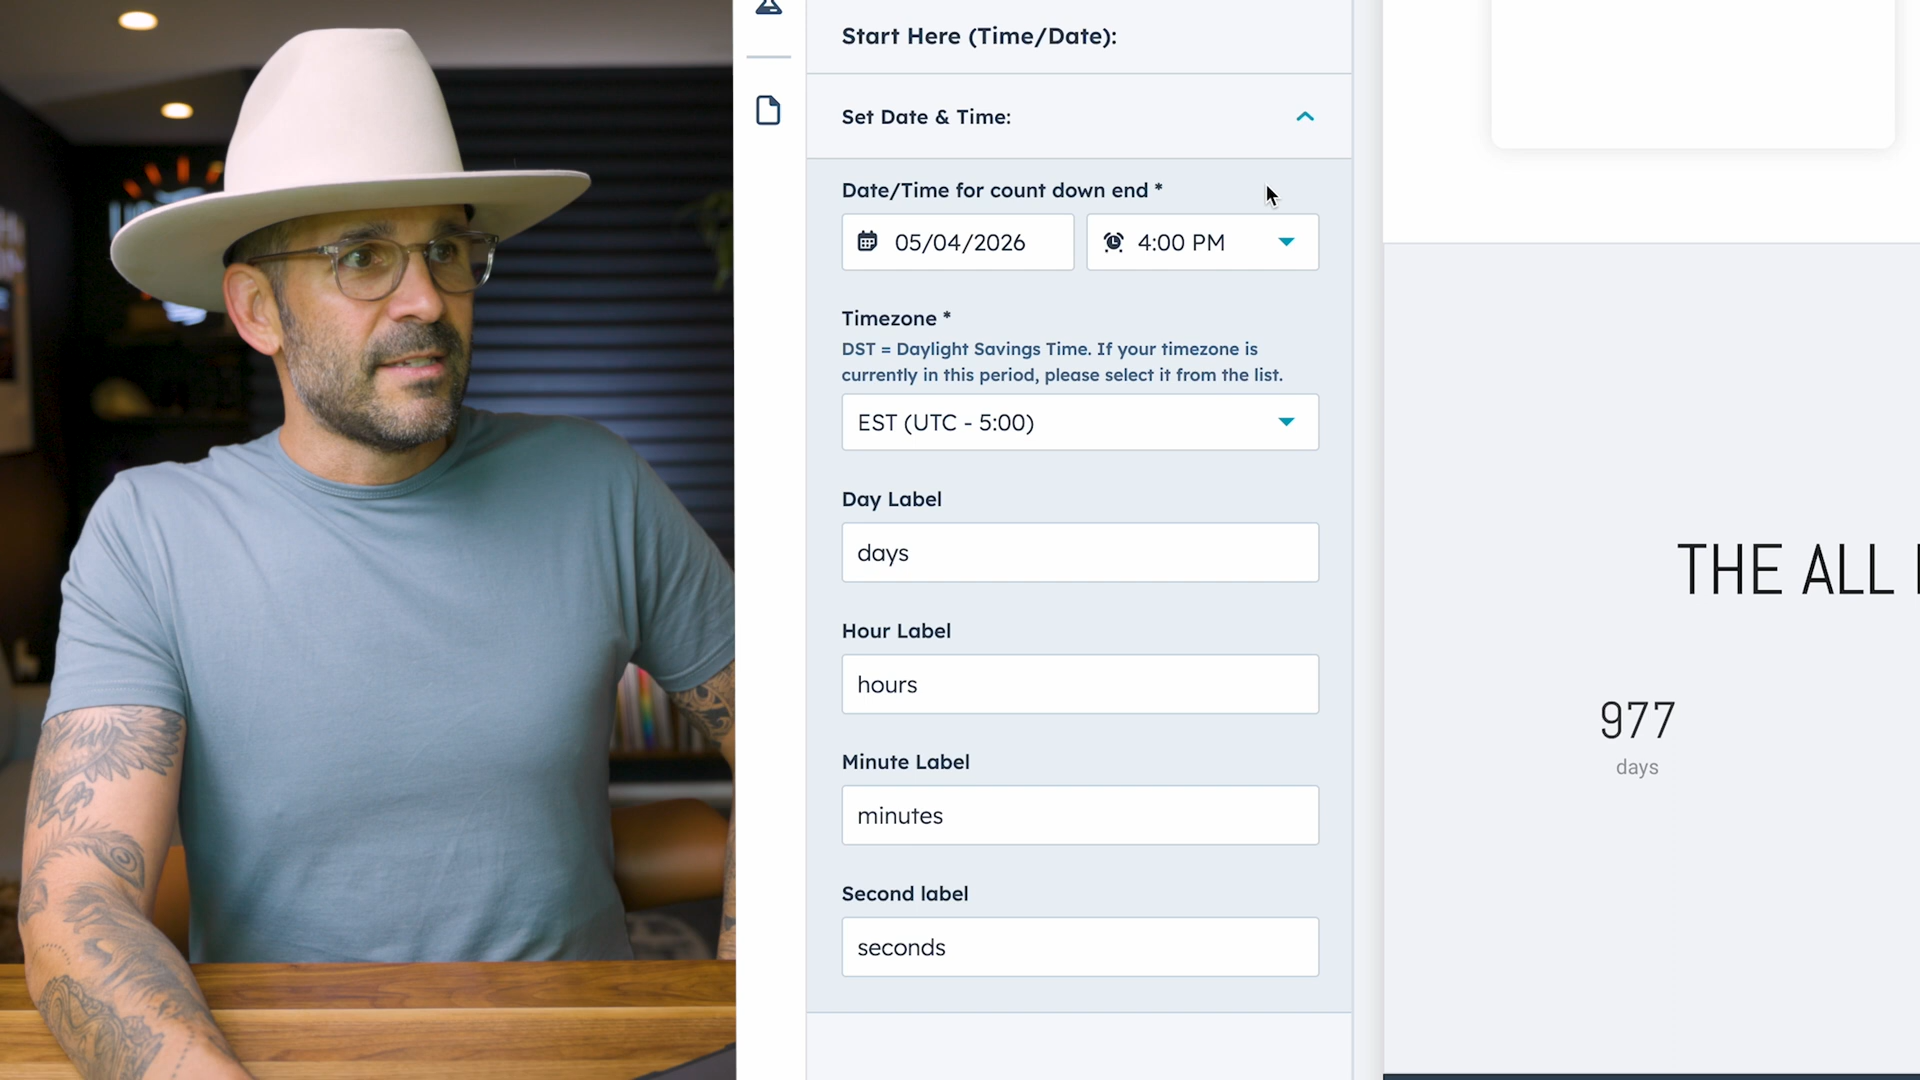 Start Here (Time/Date):
Set Date & Time:
Date/Time for count down end *
05/04/2026
4:00 PM
Timezone *
DST = Daylight Savings Time. If your timezone is
currently in this period, please select it from the list.
EST (UTC - 5:00)
Day Label
days
Hour Label
hours
Minute Label
minutes
Second label
seconds
THE ALL
977
days